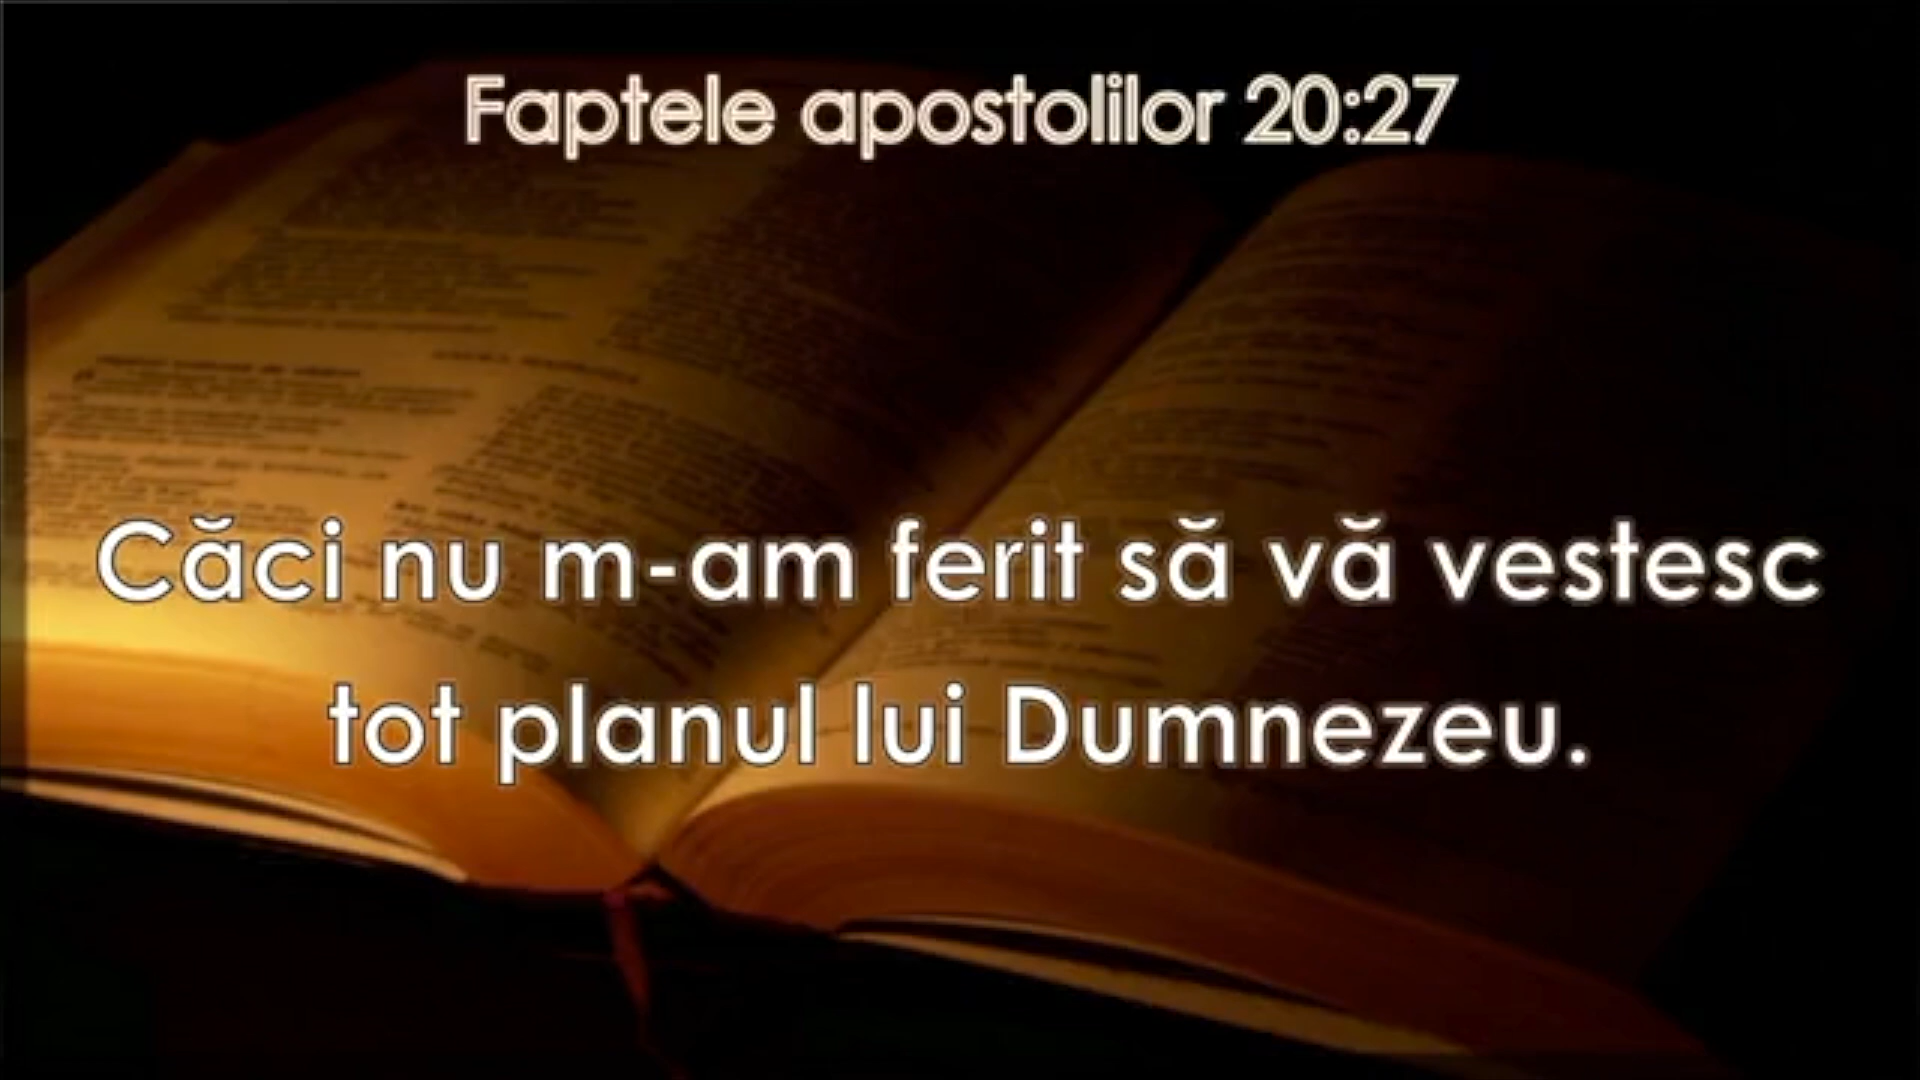 Faptele apostolilor 20:27
Căci nu m-am ferit să vă vestesc
tot planul lui Dumnezeu.